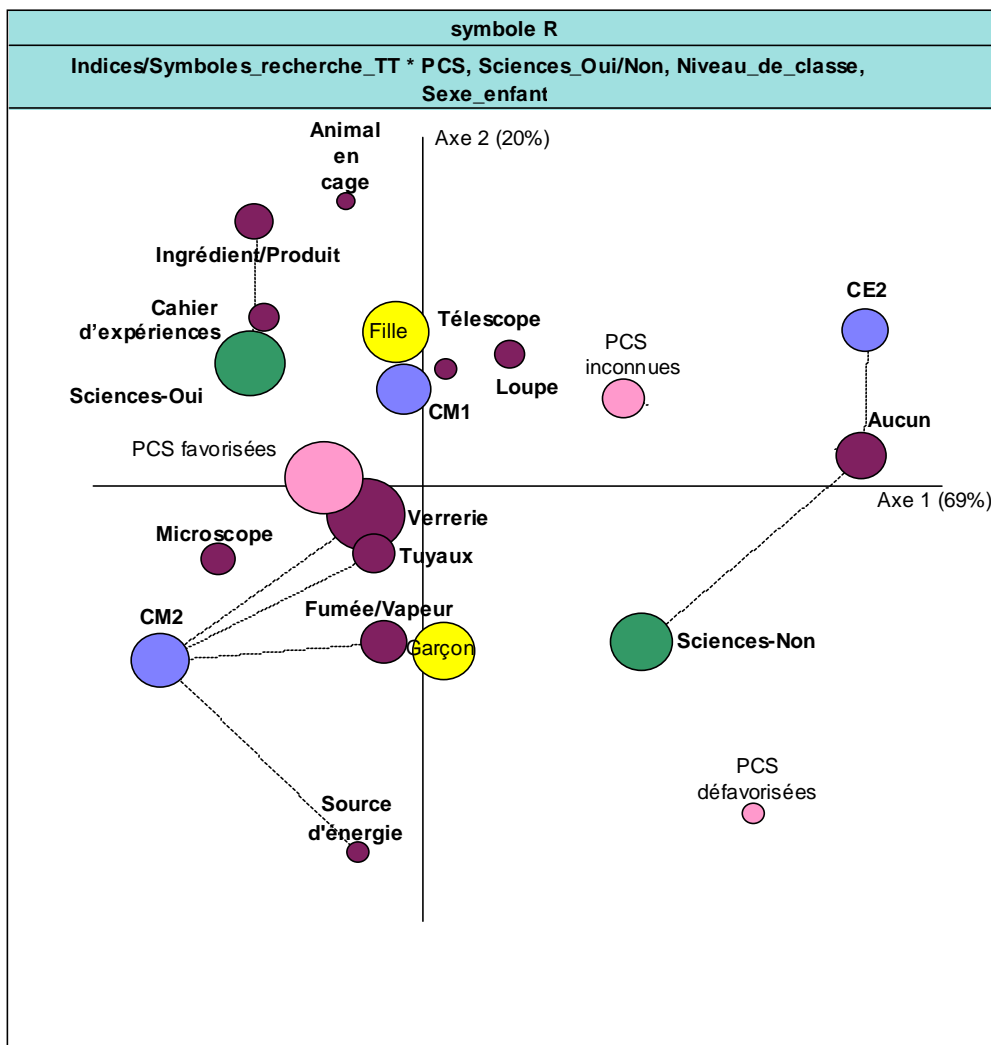 symbole R
Indices/Symboles_recherche_TT * PCS, Sciences_Oui/Non, Niveau_de_classe,
Sexe_enfant
Animal
en
cage
Axe 2 (20%)
Ingrédient/Produit
Cahier
d'expériences
Sciences-Oui
Fille
Télescope
Loupe
CM1
PCS
inconnues
CE2
Aucun
PCS favorisées
Axe 1 (69%)
Verrerie
Microscope
Tuyaux
CM2
Fumée/Vapeur
Garçon
Sciences-Non
PCS
défavorisées
Source
d'énergie